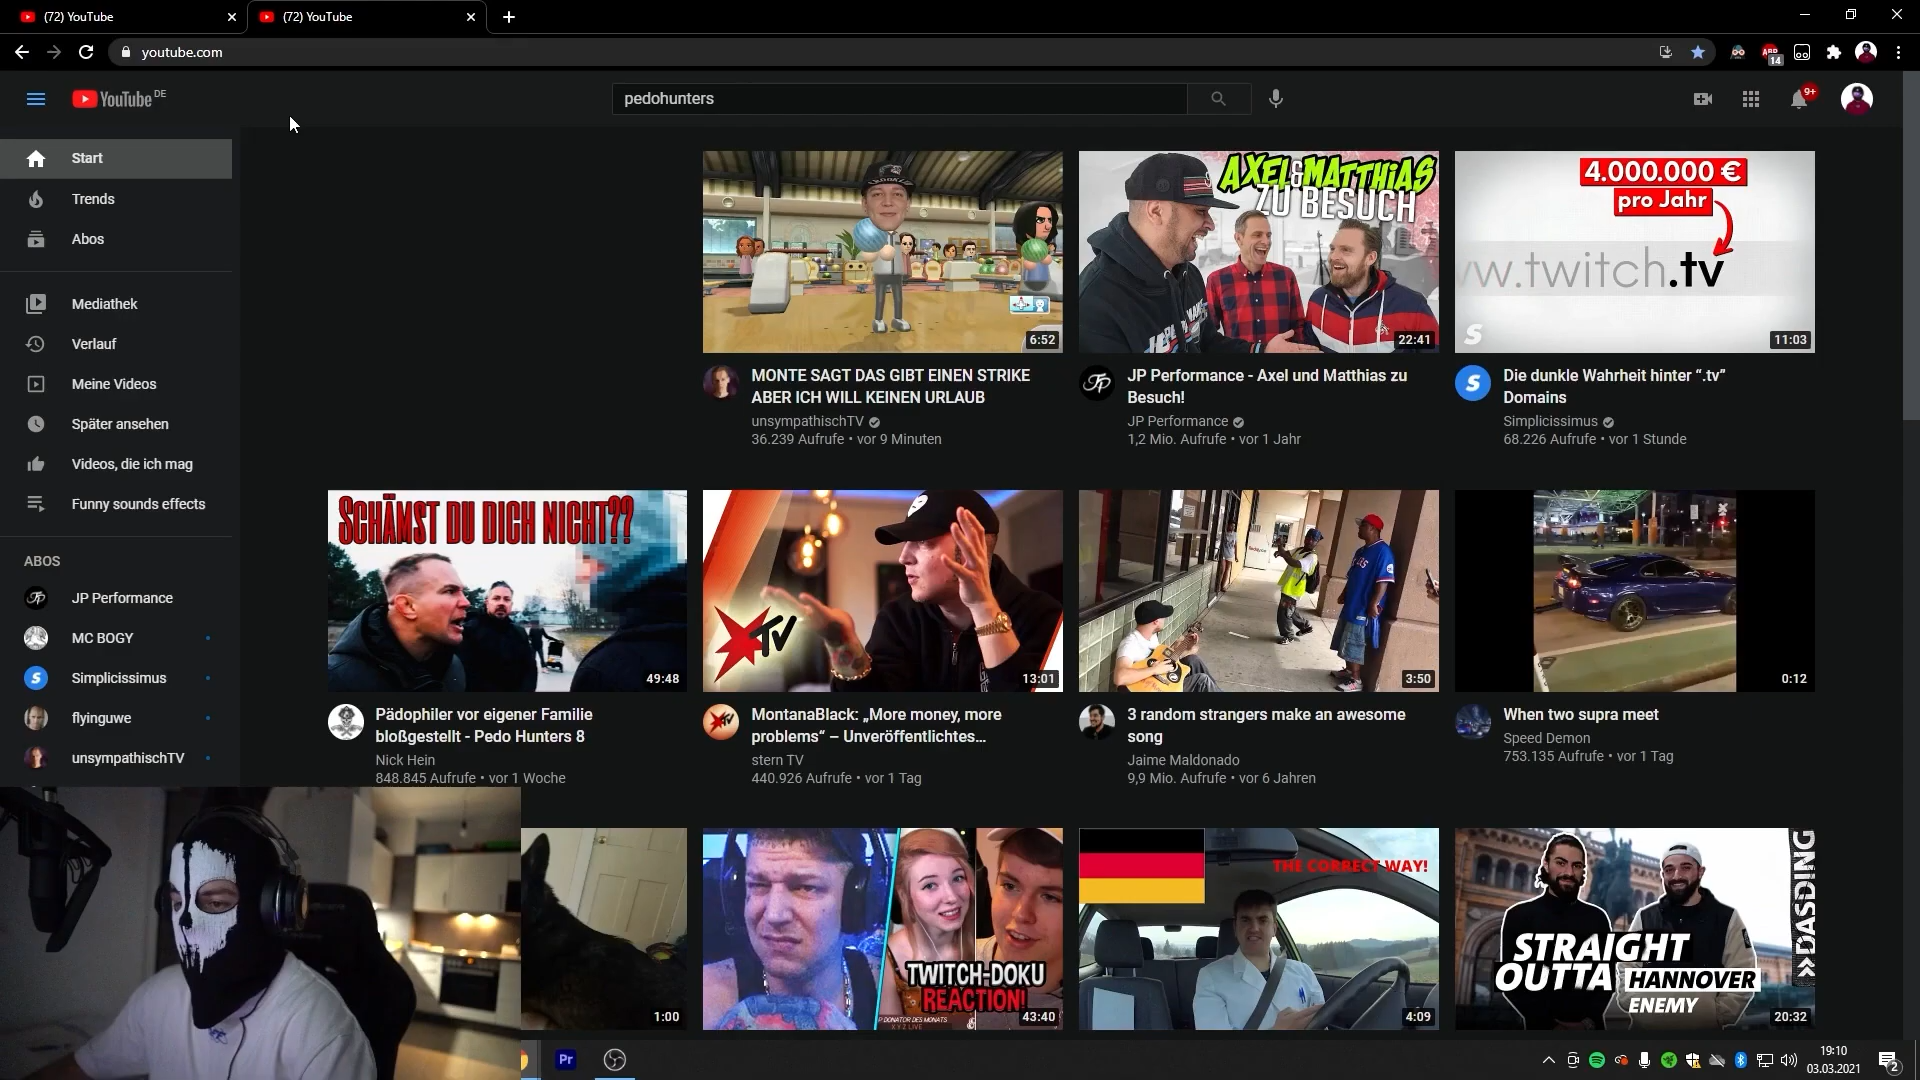 (72) YouTube
(72) YouTube
youtube.com
ABP
14
YouTube DE
pedohunters
9+
Start
Trends
Abos
Mediathek
Verlauf
Meine Videos
Später ansehen
Videos, die ich mag
Funny sounds effects
ABOS
JP Performance
MC BOGY
Simplicissimus
flyinguwe
unsympathischTV
6:52
MONTE SAGT DAS GIBT EINEN STRIKE
ABER ICH WILL KEINEN URLAUB
unsympathischTV
36.239 Aufrufe • vor 9 Minuten
AXEL & MATTHIAS
ZU BESUCH
22:41
JP Performance - Axel und Matthias zu
Besuch!
JP Performance
1,2 Mio. Aufrufe • vor 1 Jahr
4.000.000 €
pro Jahr
w.twitch.tv
S
11:03
Die dunkle Wahrheit hinter “.tv”
Domains
Simplicissimus
68.226 Aufrufe • vor 1 Stunde
SCHÄMST DU DICH NICHT??
49:48
Pädophiler vor eigener Familie
bloßgestellt - Pedo Hunters 8
Nick Hein
848.845 Aufrufe • vor 1 Woche
TV
13:01
MontanaBlack: „More money, more
problems“ – Unveröffentlichtes…
stern TV
440.926 Aufrufe • vor 1 Tag
3:50
3 random strangers make an awesome
song
Jaime Maldonado
9,9 Mio. Aufrufe • vor 6 Jahren
0:12
When two supra meet
Speed Demon
753.135 Aufrufe • vor 1 Tag
1:00
TWITCH-DOKU
REACTION!
43:40
THE CORRECT WAY!
4:09
DASDING
STRAIGHT
OUTTA HANNOVER
ENEMY
20:32
Pr
19:10
03.03.2021
2